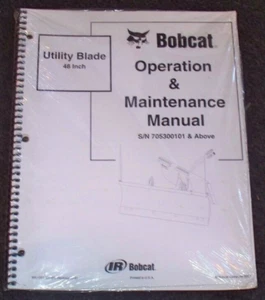 Bobcat
Utility Blade
48 Inch
Operation
&
Maintenance
Manual
S/N 705300101 & Above
IR Bobcat